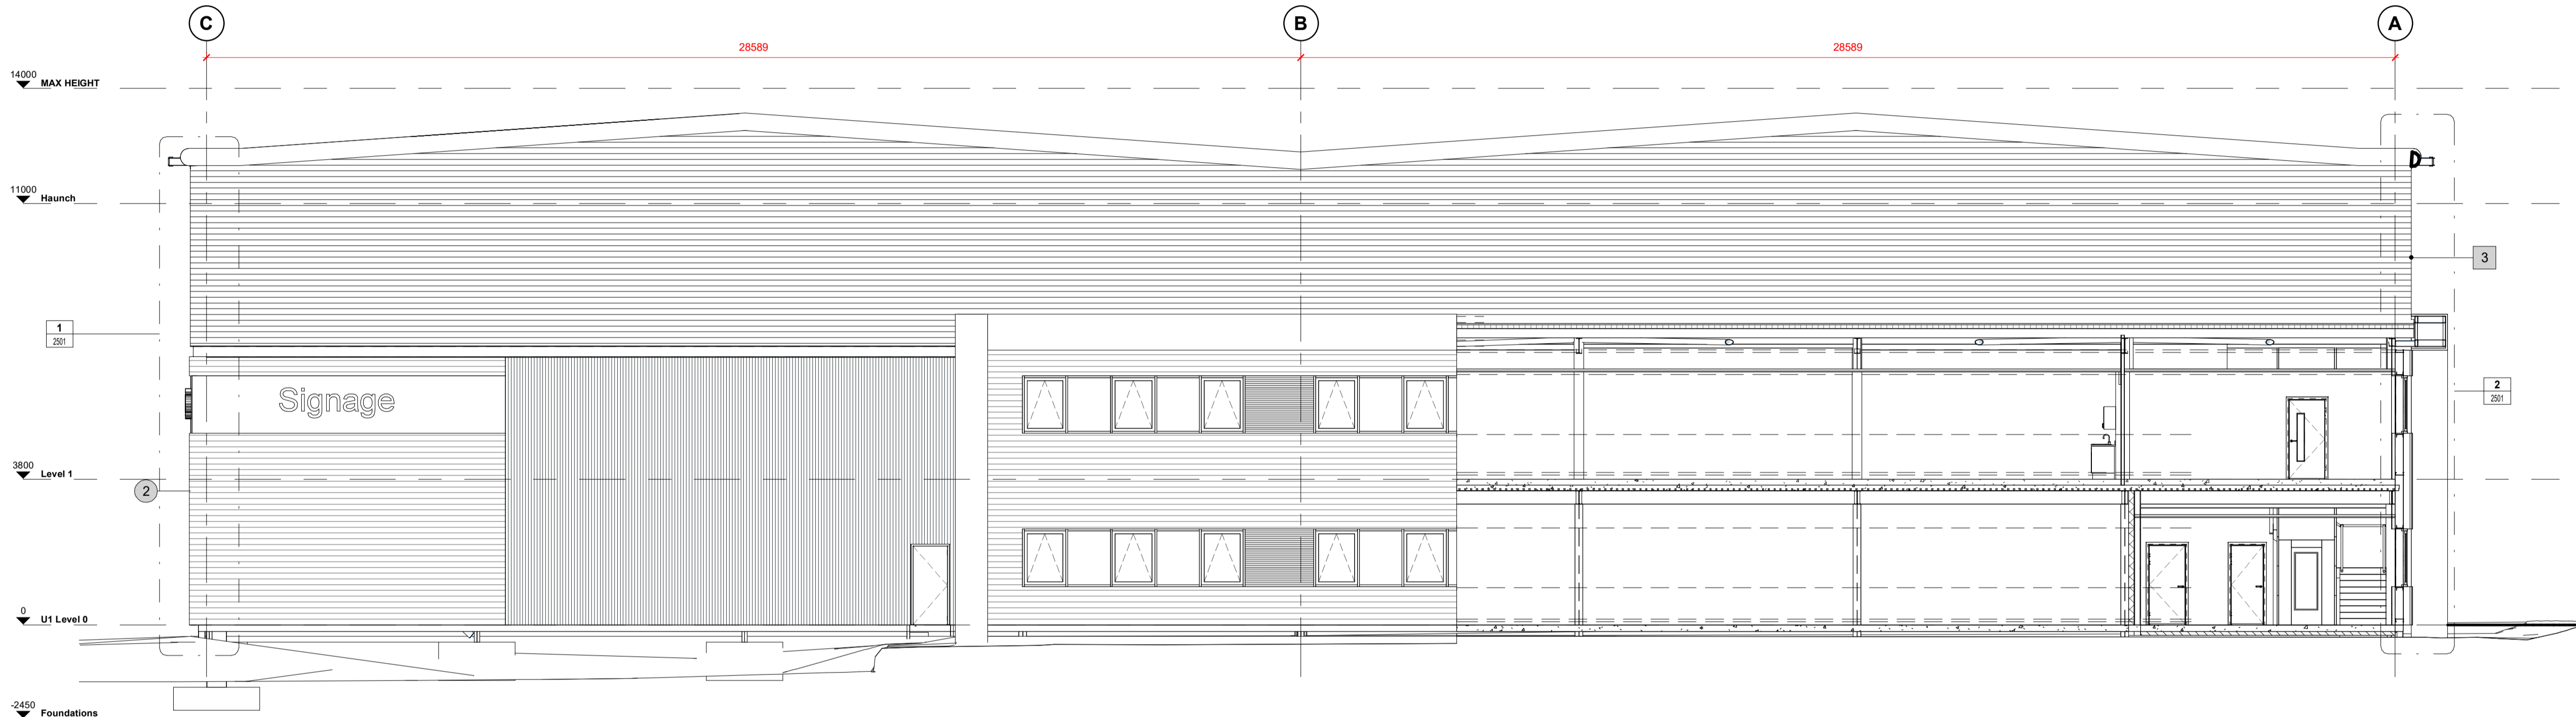 C
B
A
28589
28589
14000
MAX HEIGHT
11000
Haunch
3
1
2501
2
2501
Signage
3800
Level 1
2
0
U1 Level 0
-2450
Foundations